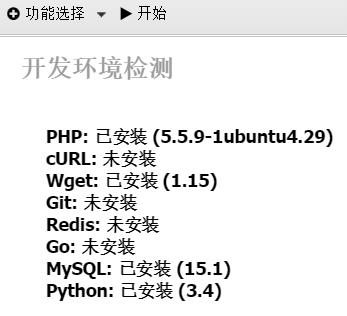 功能选择 开始
开发环境检测
PHP: 已安装 (5.5.9-1ubuntu4.29)
cURL: 未安装
Wget: 已安装 (1.15)
Git: 未安装
Redis: 未安装
Go: 未安装
MySQL: 已安装 (15.1)
Python: 已安装 (3.4)